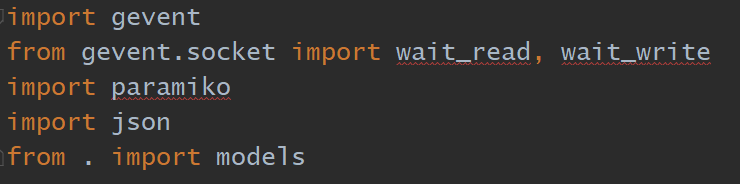 import gevent
from gevent.socket import wait_read, wait_write
import paramiko
import json
from . import models